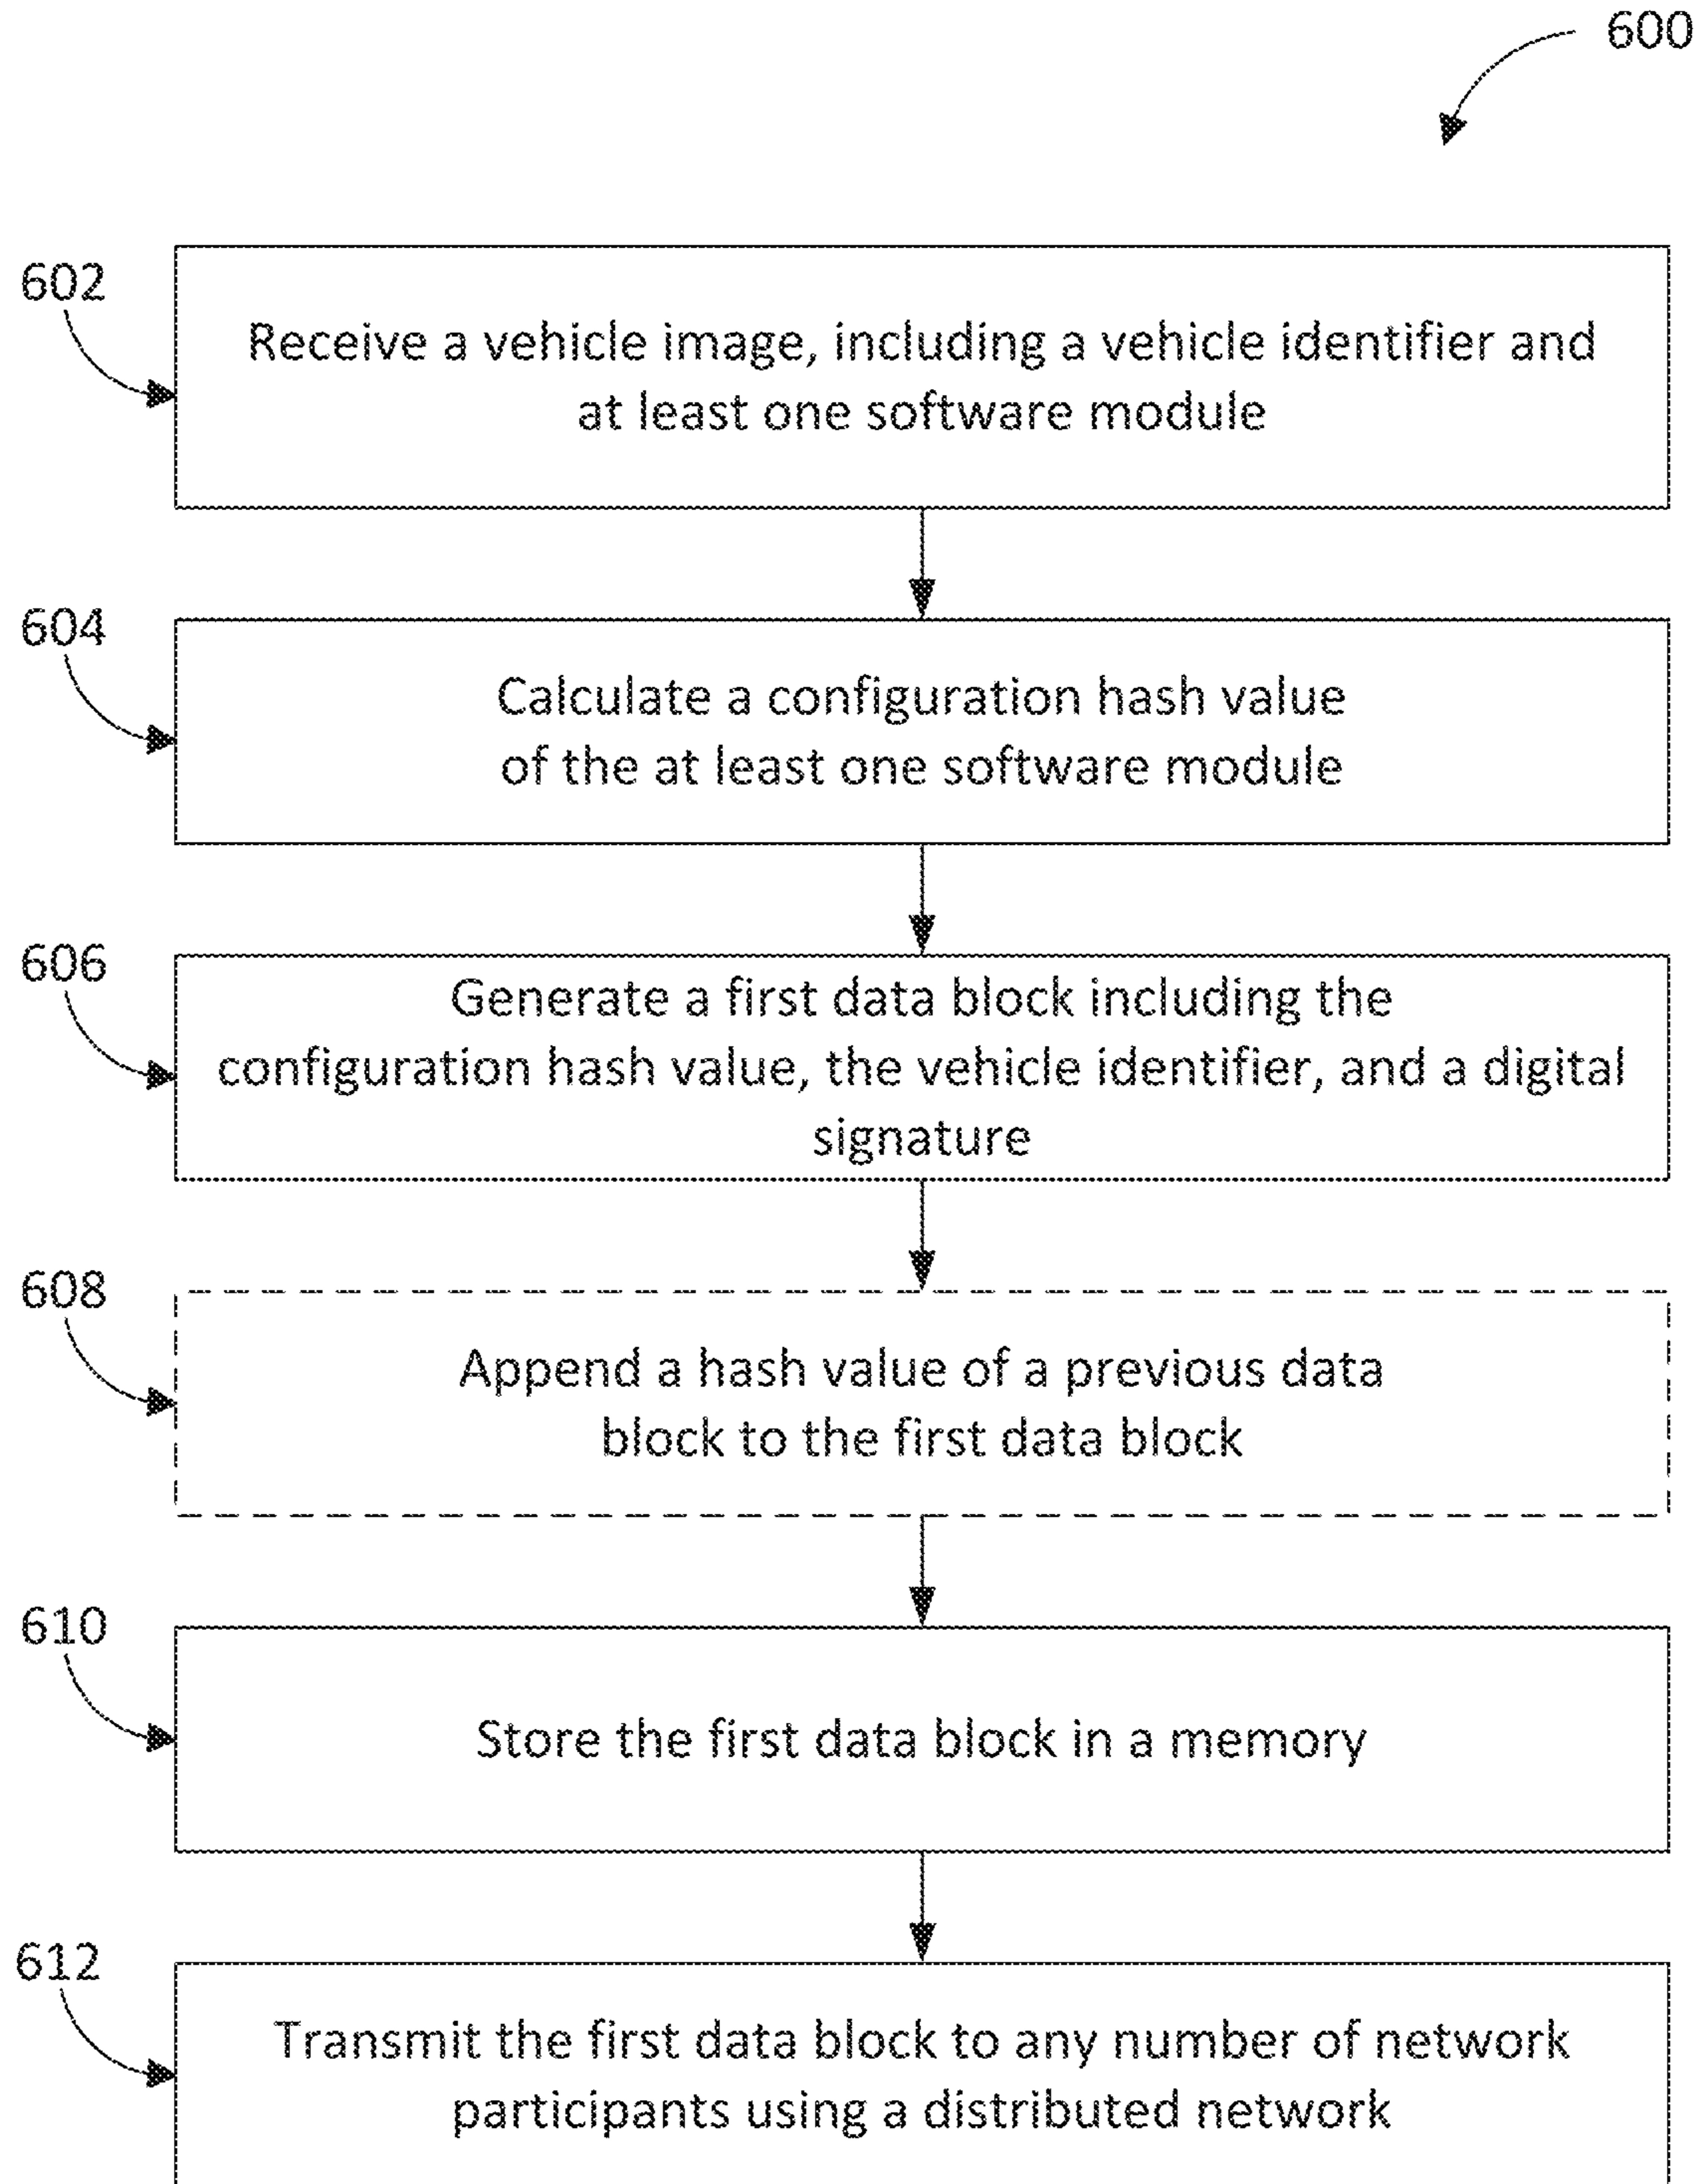 600
602
Receive a vehicle image, including a vehicle identifier and
at least one software module
604
Calculate a configuration hash value
of the at least one software module
606
Generate a first data block including the
configuration hash value, the vehicle identifier, and a digital
signature
608
Append a hash value of a previous data
block to the first data block
610
Store the first data block in a memory
612
Transmit the first data block to any number of network
participants using a distributed network